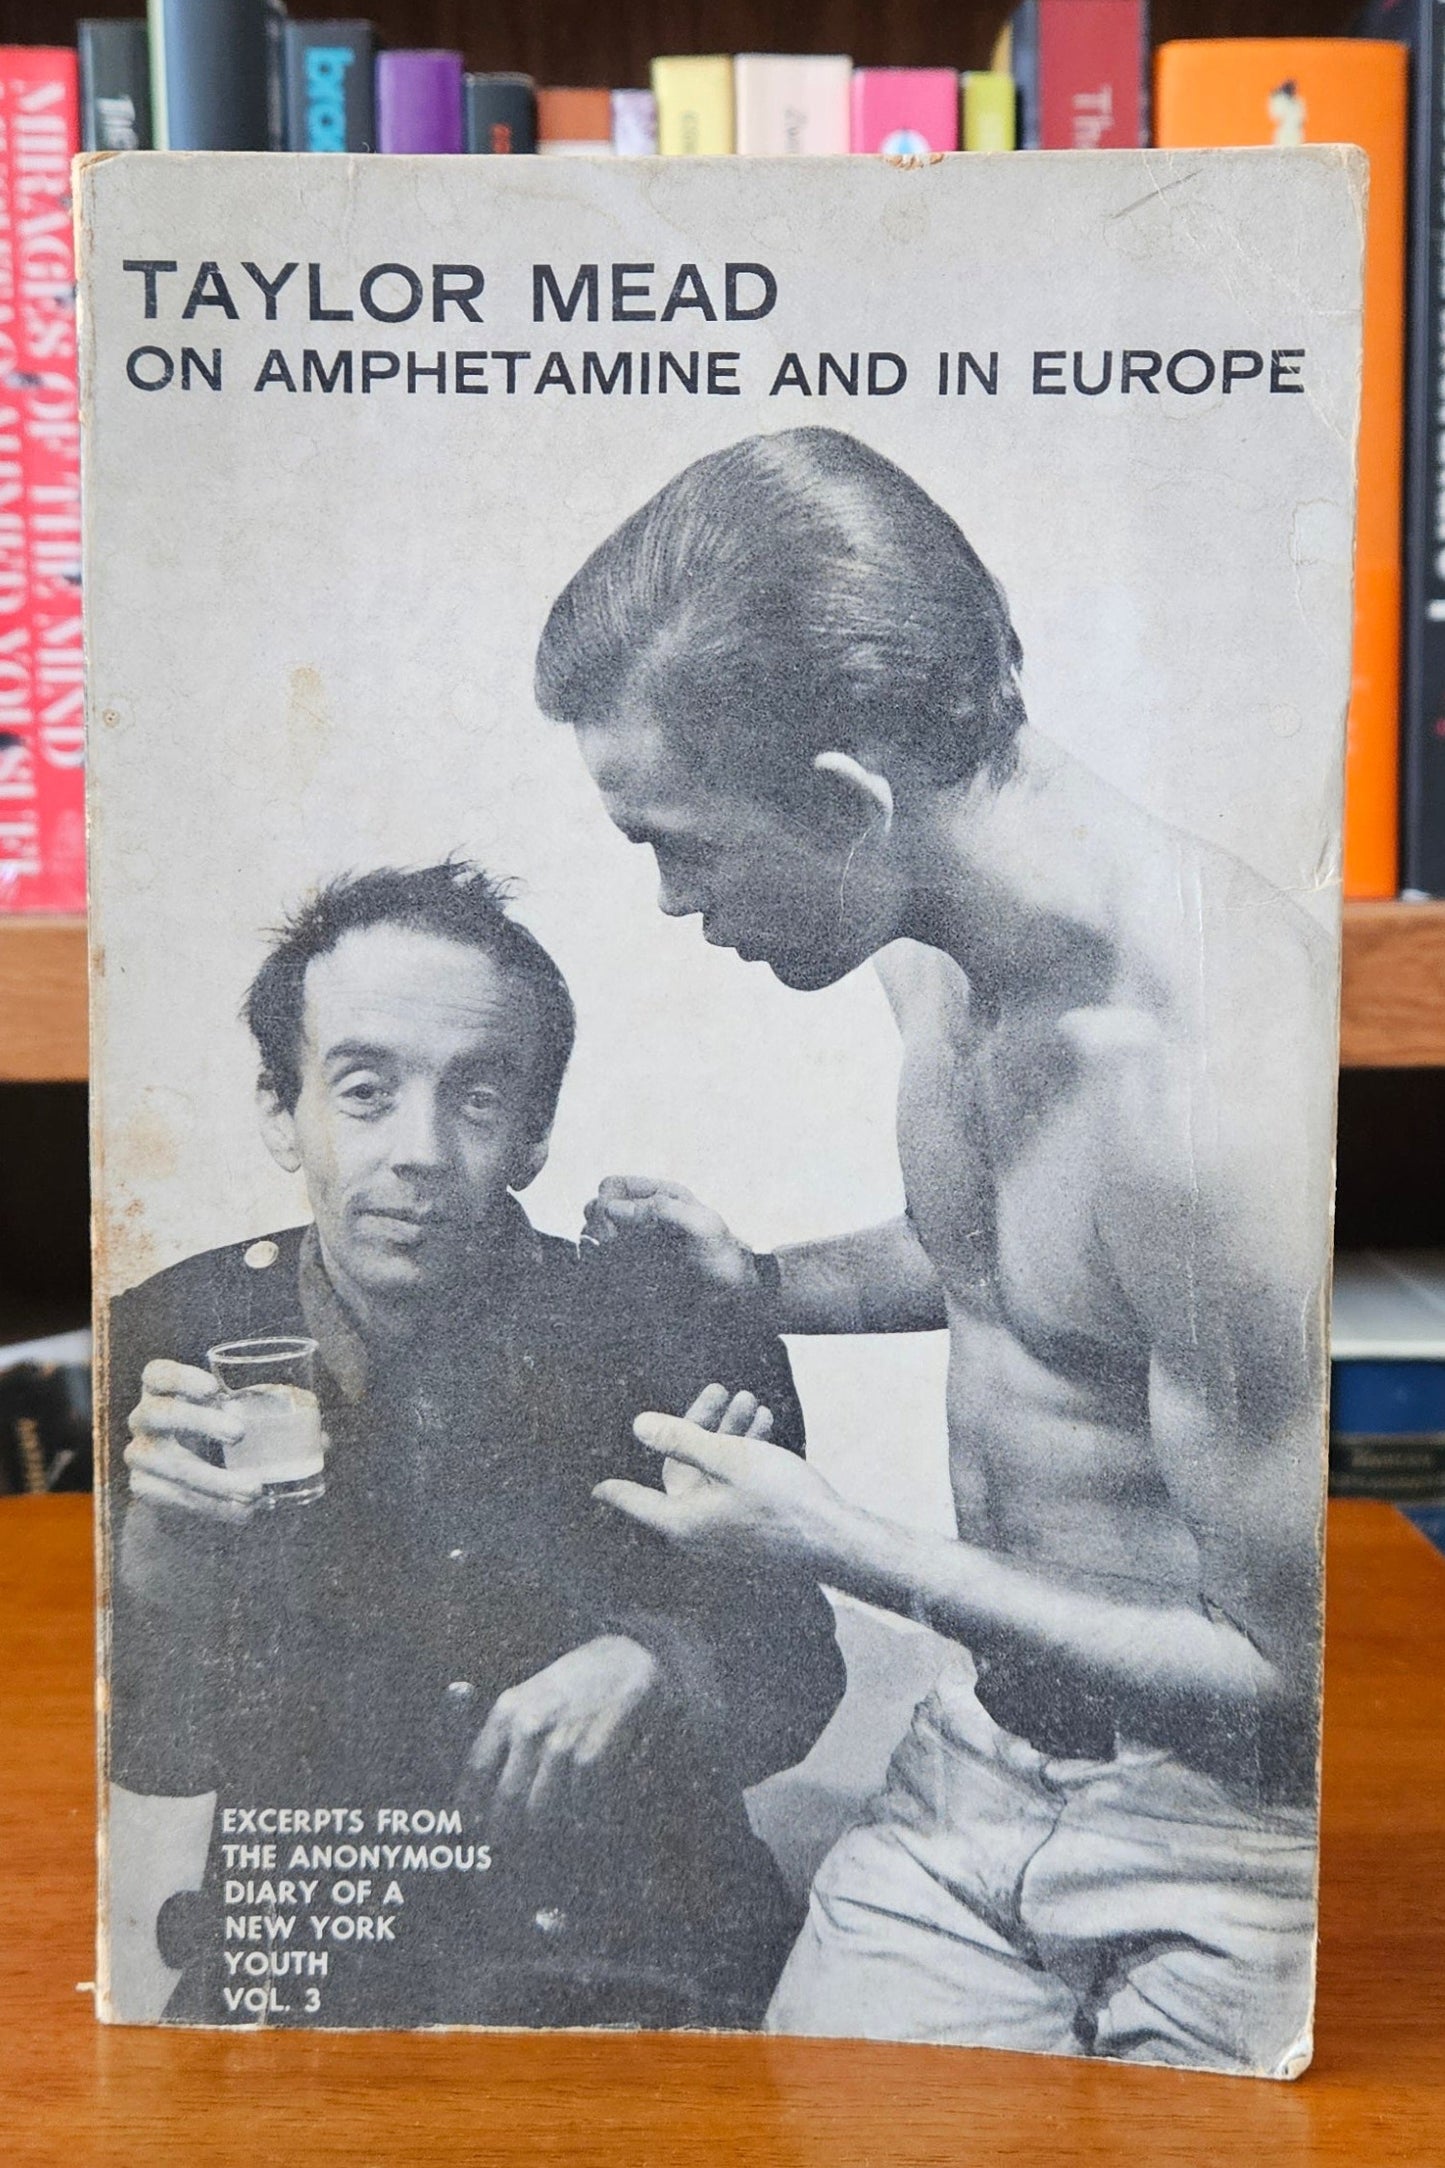 TAYLOR MEAD
ON AMPHETAMINE AND IN EUROPE
EXCERPTS FROM
THE ANONYMOUS
DIARY OF A
NEW YORK
YOUTH
VOL. 3
MIRAGES OF THE MIND
The